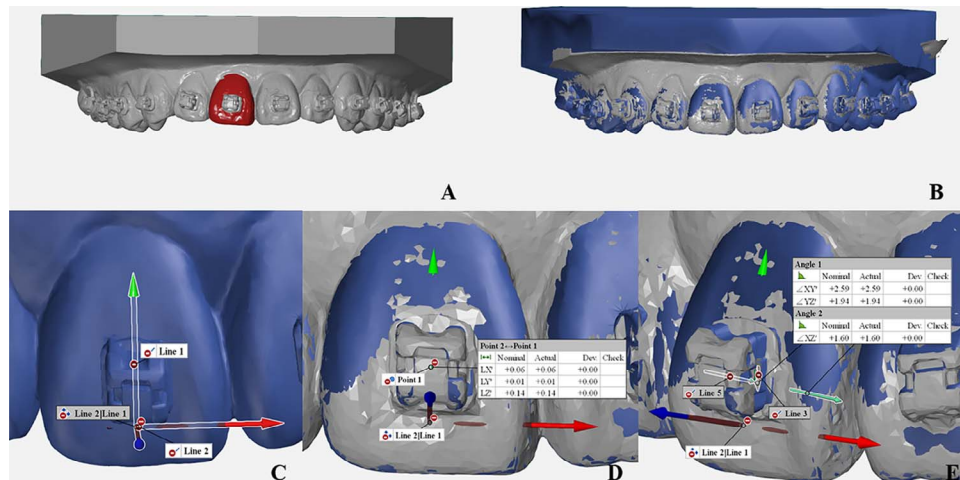 A
B
Line 1
Line 2|Line 1
Line 2
C
Point 2↔Point 1
Nominal Actual Dev. Check
LX' +0.06 +0.06 +0.00
LY' +0.01 +0.01 +0.00
LZ' +0.14 +0.14 +0.00
Point 1
Line 2|Line 1
D
Angle 1
Nominal Actual Dev. Check
∠XY' +2.59 +2.59 +0.00
∠YZ' +1.94 +1.94 +0.00
Angle 2
Nominal Actual Dev. Check
∠XZ' +1.60 +1.60 +0.00
Line 5
Line 3
Line 2|Line 1
E